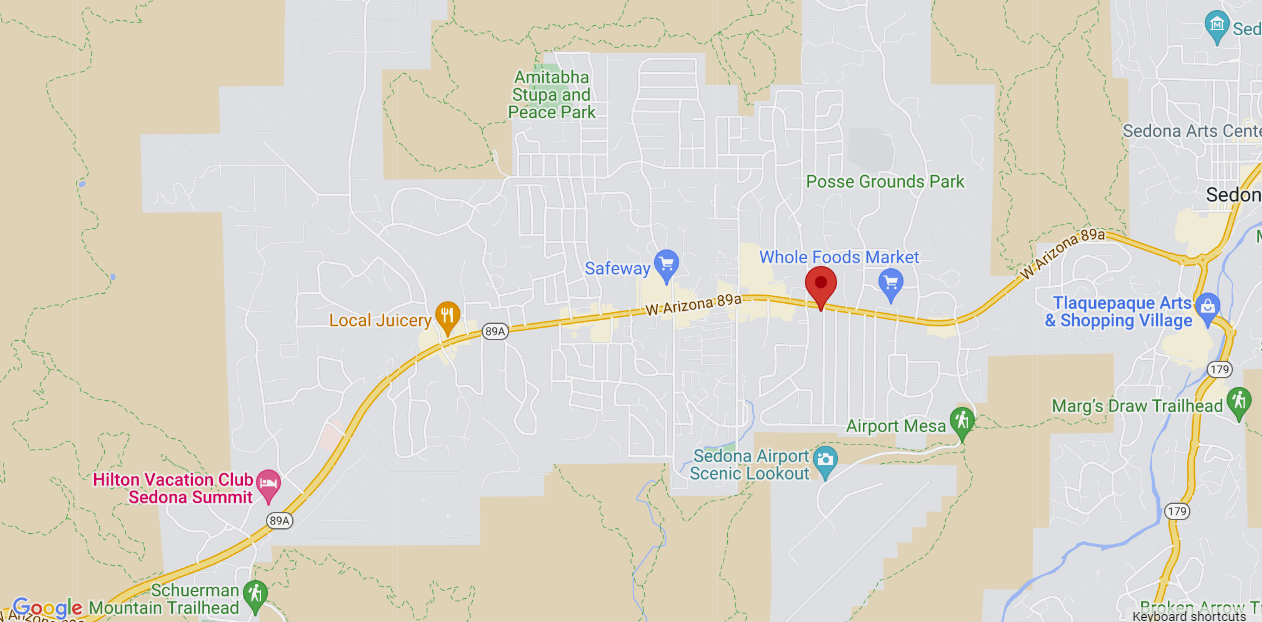 Sed
Amitabha
Stupa and
Peace Park
Sedona Arts Cente
Posse Grounds Park
Sedon
W Arizona 89a
M
Whole Foods Market
Safeway
W Arizona 89a
Tlaquepaque Arts
& Shopping Village
Local Juicery
89A
179
Marg's Draw Trailhead
Airport Mesa
Sedona Airport
Scenic Lookout
Hilton Vacation Club
Sedona Summit
89A
179
Schuerman
Mountain Trailhead
Google
W Arizona 89a
Broken Arrow T
Keyboard shortcuts